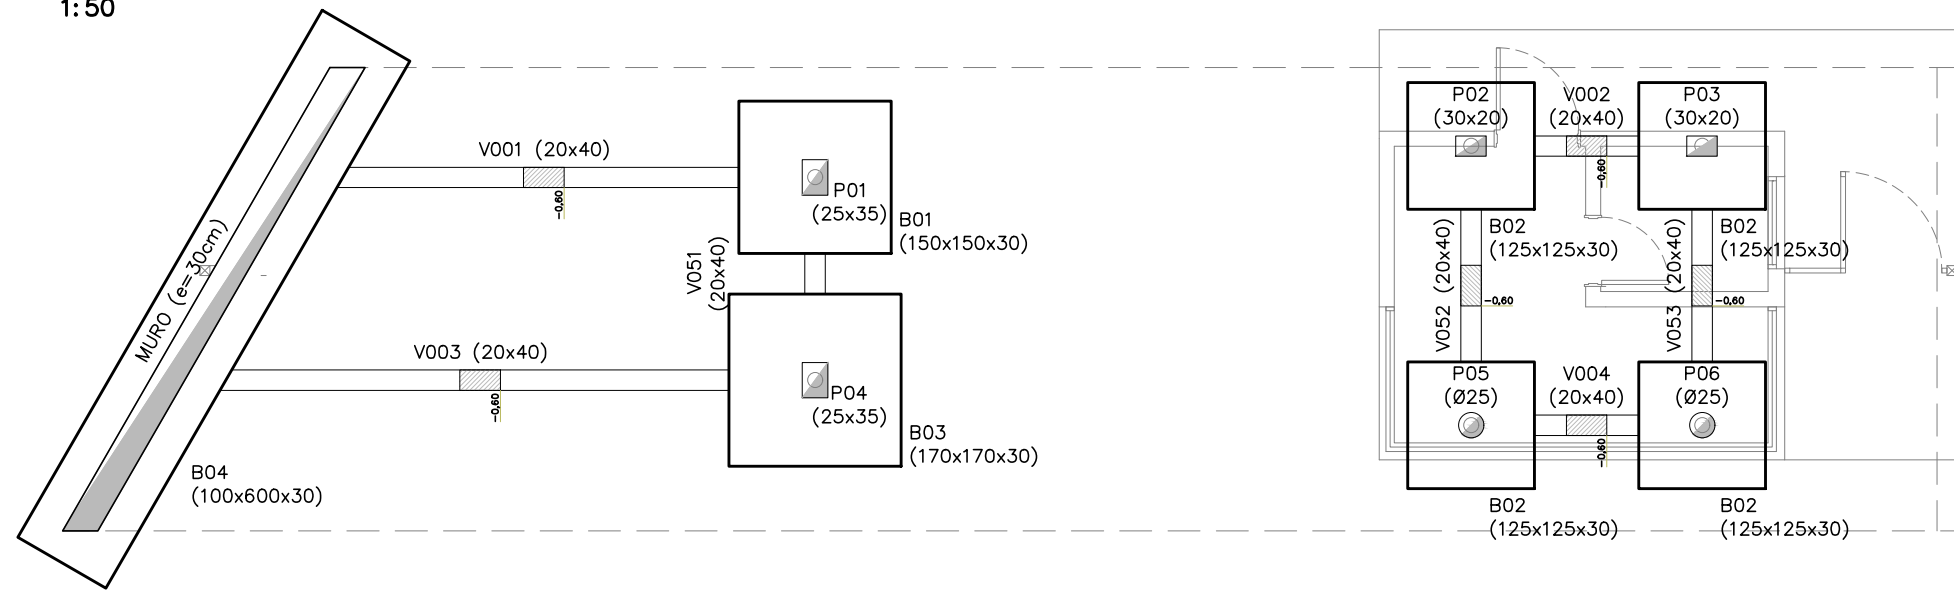 1:50
MURO (e=30cm)
V001 (20x40)
-0,60
P01
(25x35)
B01
(150x150x30)
V051
(20x40)
V003 (20x40)
-0,60
P04
(25x35)
B03
(170x170x30)
B04
(100x600x30)
P02
(30x20)
V002
(20x40)
-0,60
P03
(30x20)
B02
(125x125x30)
B02
(125x125x30)
V052 (20x40)
-0,60
V053 (20x40)
-0,60
P05
(Ø25)
V004
(20x40)
-0,60
P06
(Ø25)
B02
(125x125x30)
B02
(125x125x30)